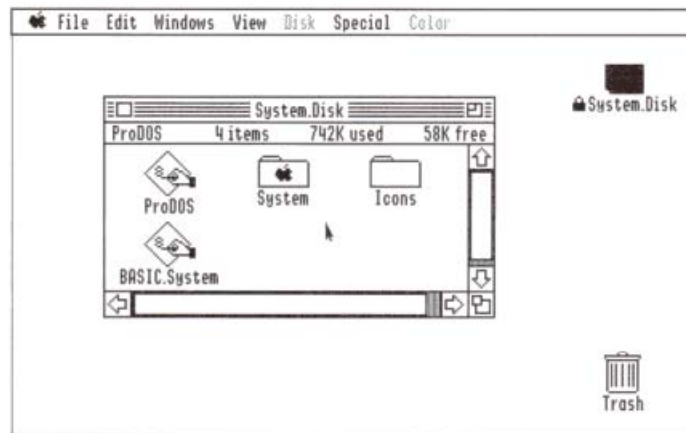 File Edit Windows View Disk Special Color
System.Disk
System.Disk
ProDOS 4 items 742K used 58K free
ProDOS System Icons
BASIC.System
Trash